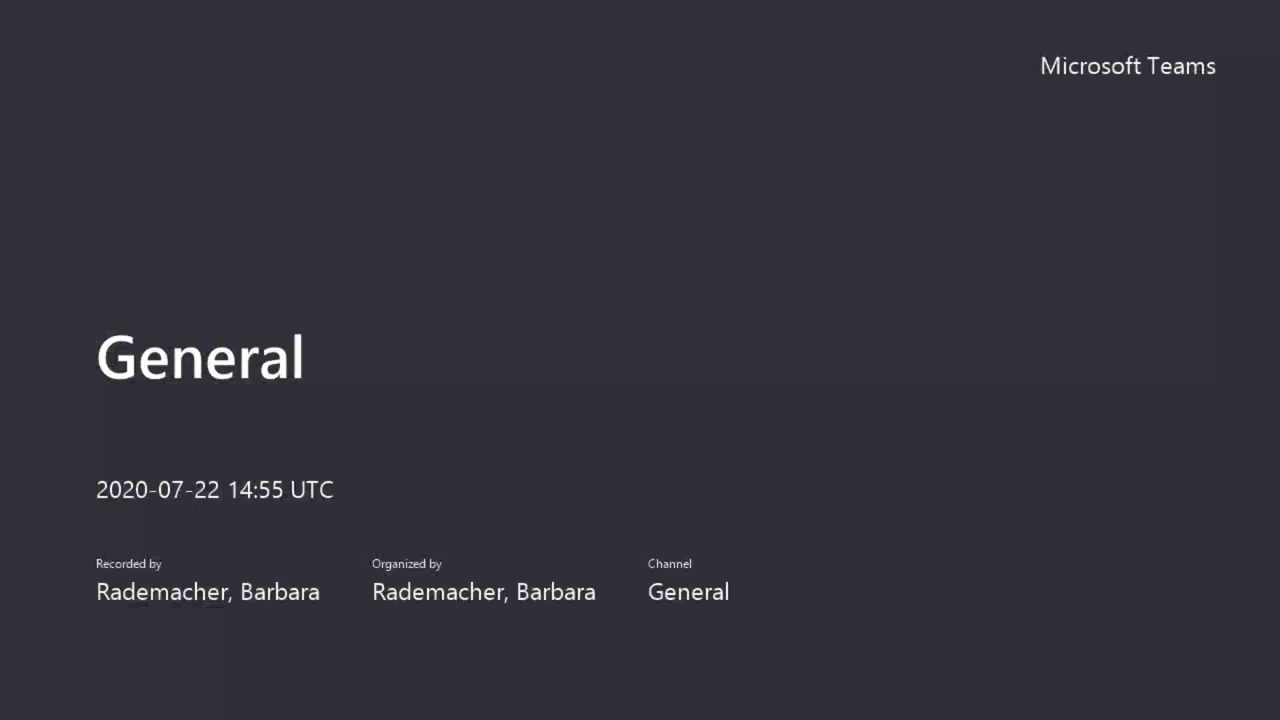 Microsoft Teams
General
2020-07-22 14:55 UTC
Recorded by
Rademacher, Barbara
Organized by
Rademacher, Barbara
Channel
General